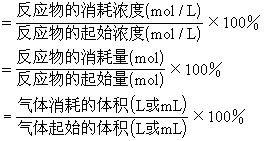 =反应物的消耗浓度(mol / L)/反应物的起始浓度(mol / L)×100%
=反应物的消耗量(mol)/反应物的起始量(mol)×100%
=气体消耗的体积(L或mL)/气体起始的体积(L或mL)×100%